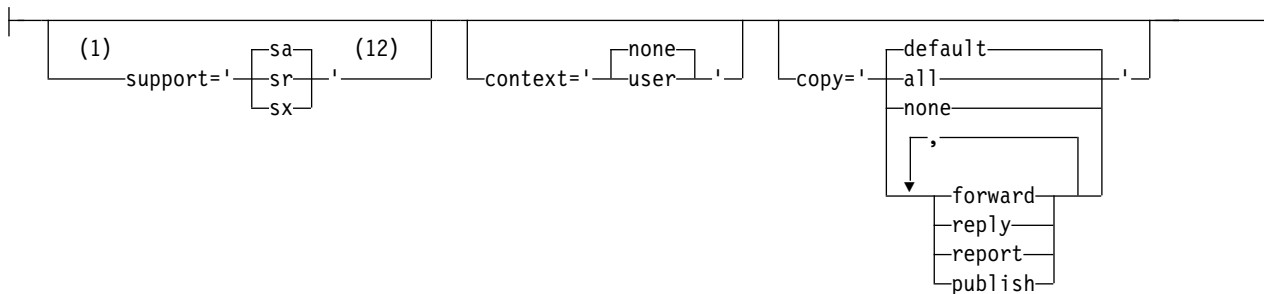 (1) sa (12) none default
support=' sr ' context=' user ' copy=' all '
sx none
,
forward
reply
report
publish